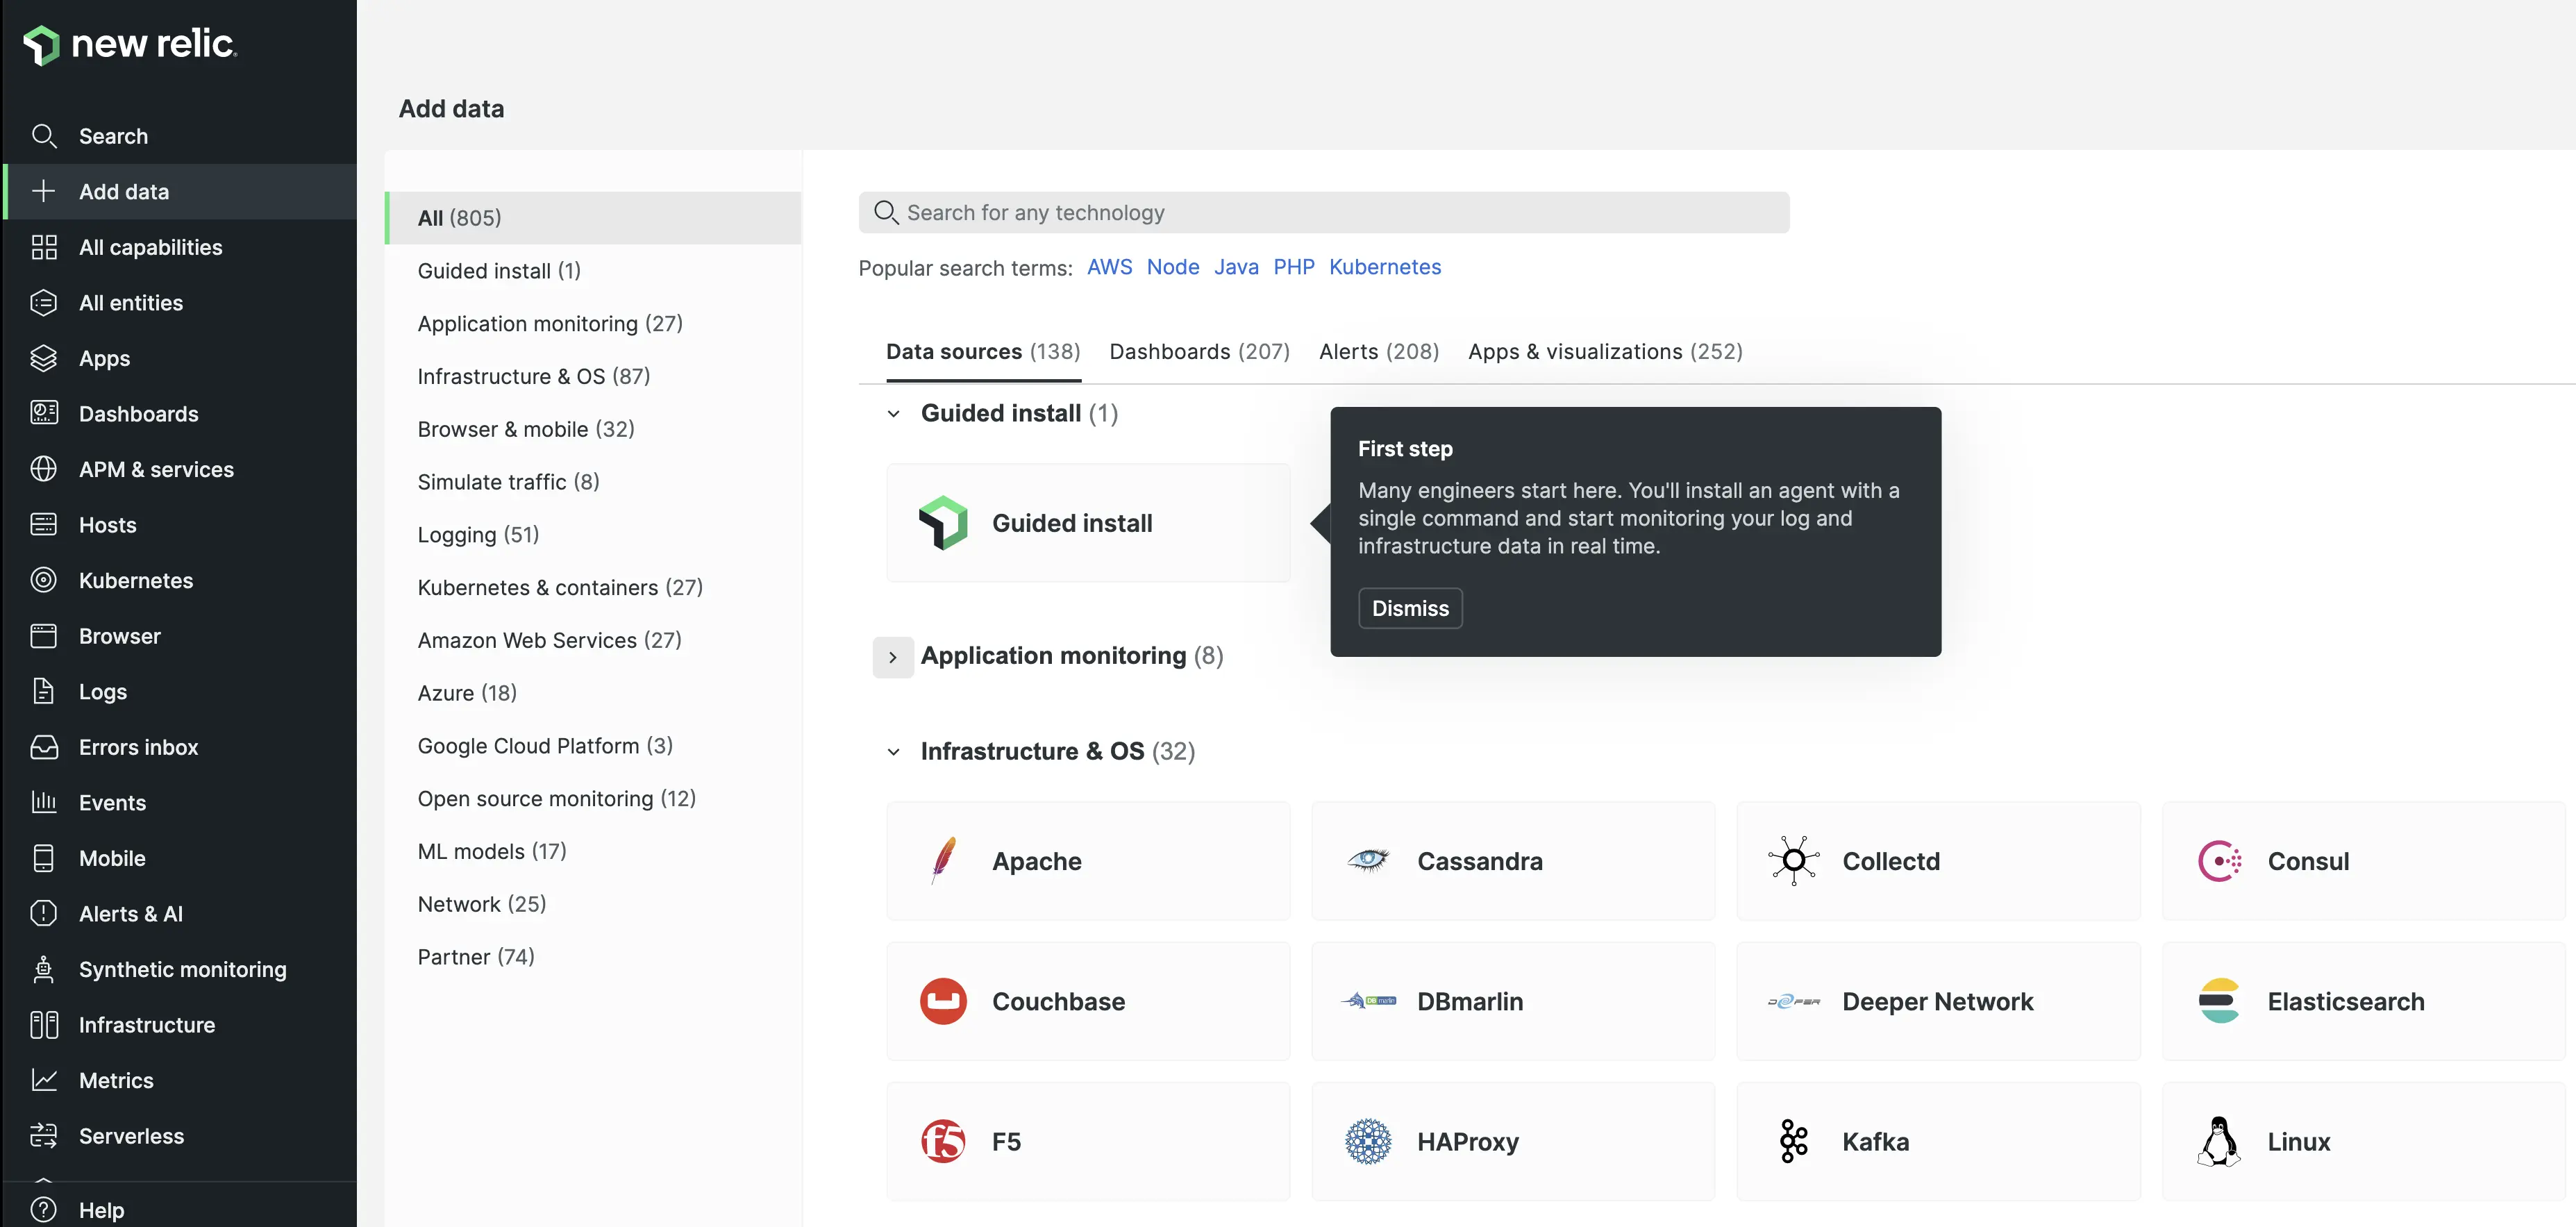 new relic.
Search
Add data
All capabilities
All entities
Apps
Dashboards
APM & services
Hosts
Kubernetes
Browser
Logs
Errors inbox
Events
Mobile
Alerts & AI
Synthetic monitoring
Infrastructure
Metrics
Serverless
Help
Add data
All (805)
Guided install (1)
Application monitoring (27)
Infrastructure & OS (87)
Browser & mobile (32)
Simulate traffic (8)
Logging (51)
Kubernetes & containers (27)
Amazon Web Services (27)
Azure (18)
Google Cloud Platform (3)
Open source monitoring (12)
ML models (17)
Network (25)
Partner (74)
Search for any technology
Popular search terms: AWS Node Java PHP Kubernetes
Data sources (138) Dashboards (207) Alerts (208) Apps & visualizations (252)
Guided install (1)
Guided install
First step
Many engineers start here. You'll install an agent with a
single command and start monitoring your log and
infrastructure data in real time.
Dismiss
Application monitoring (8)
Infrastructure & OS (32)
Apache
Cassandra
Collectd
Consul
Couchbase
DB marlin
DBmarlin
DEEPER
Deeper Network
Elasticsearch
f5
F5
HAProxy
Kafka
Linux